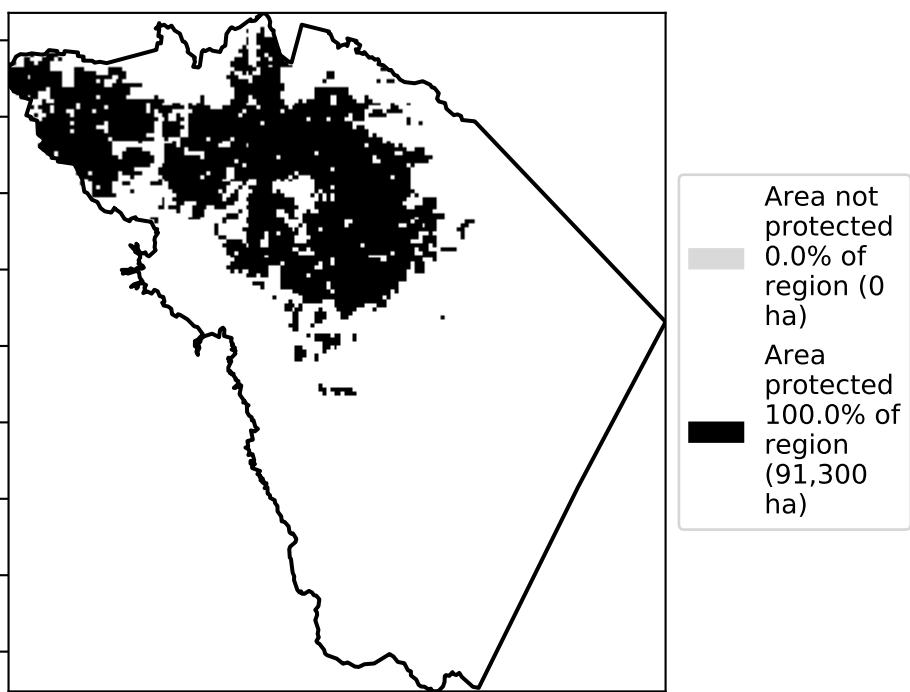 Area not
protected
0.0% of
region (0
ha)
Area
protected
100.0% of
region
(91,300
ha)